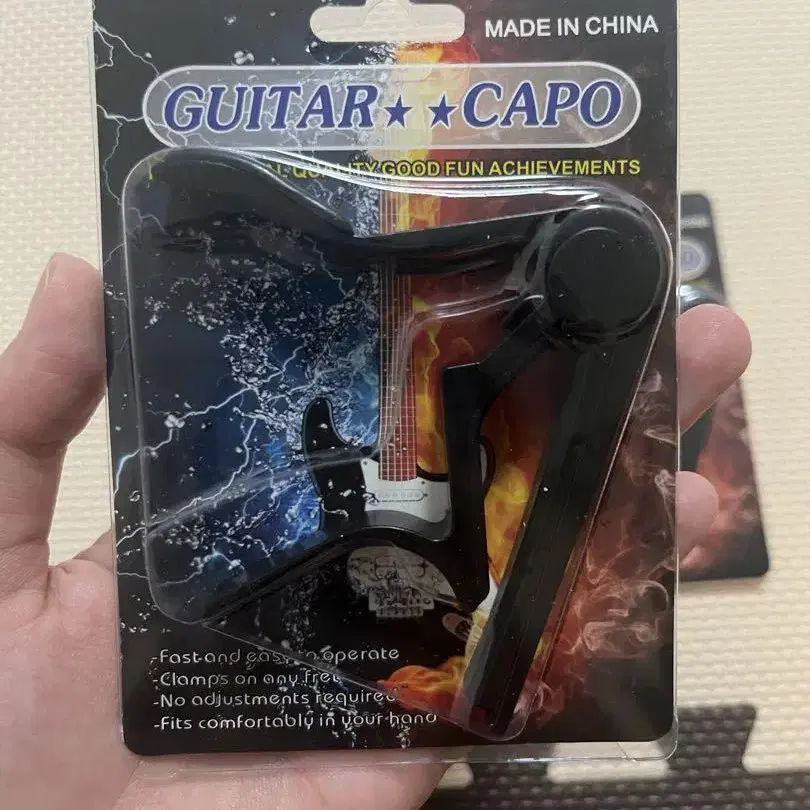 MADE IN CHINA
GUITAR★★CAPO
QUALITY GOOD FUN ACHIEVEMENTS
-Fast and easy to operate
-Clamps on any fret
-No adjustments required
-Fits comfortably in your hand